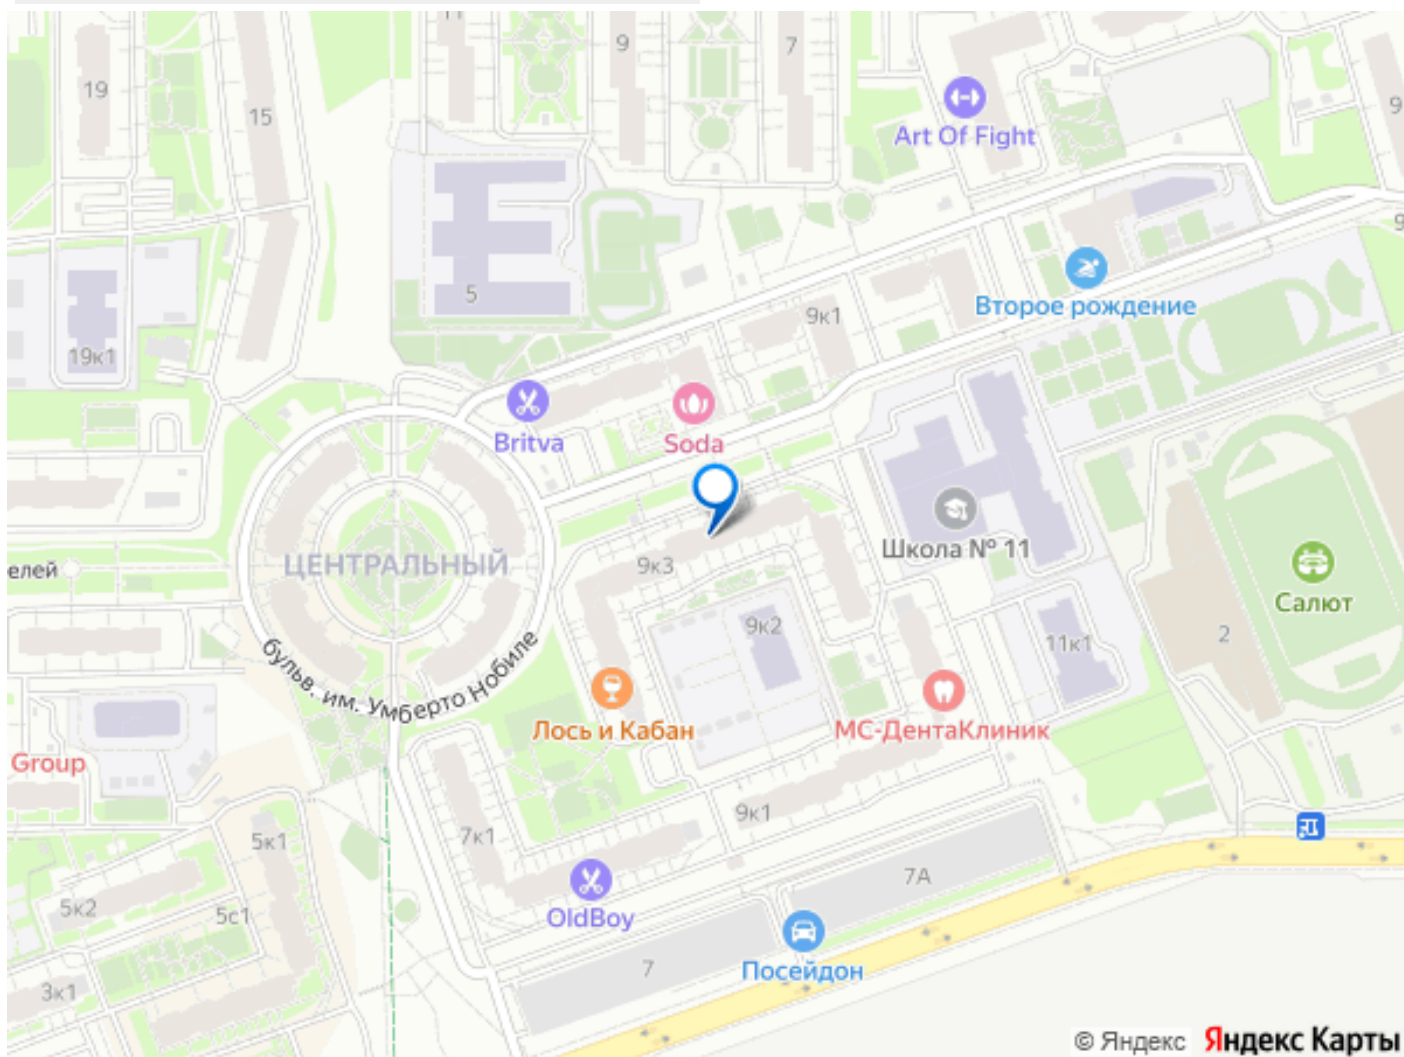 11
9
7
19
15
9
Art Of Fight
9
5
Второе рождение
9к1
19к1
Britva
Soda
ЦЕНТРАЛЬНЫЙ
елей
9к3
Школа № 11
9к2
11к1
Салют
2
бульв. им. Умберто Нобиле
Лось и Кабан
МС-ДентаКлиник
Group
9к1
7к1
5к1
5к2
5с1
OldBoy
7А
Посейдон
7
3к1
© Яндекс Яндекс Карты